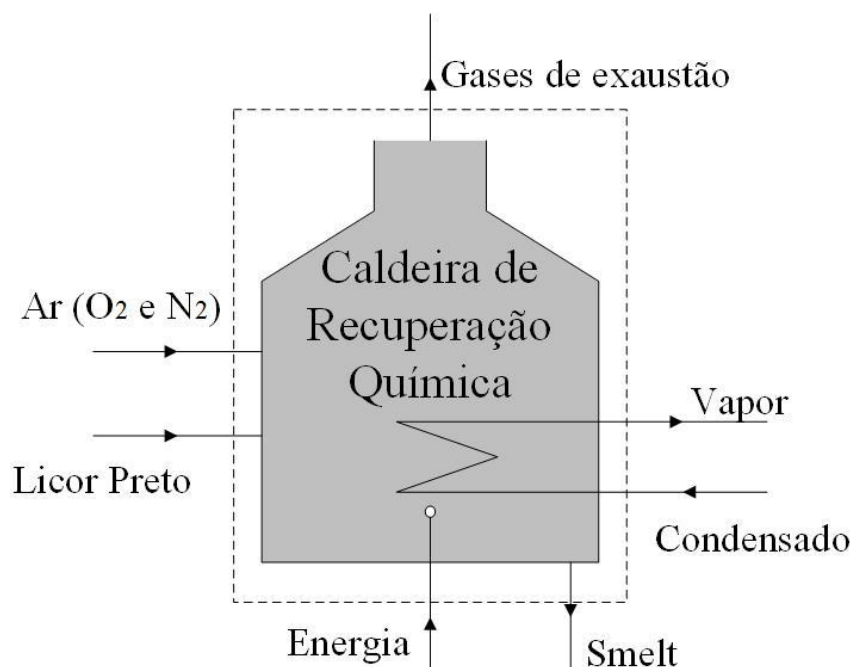 Gases de exaustão
Caldeira de
Recuperação
Química
Ar (O2 e N2)
Vapor
Licor Preto
Condensado
Energia
Smelt